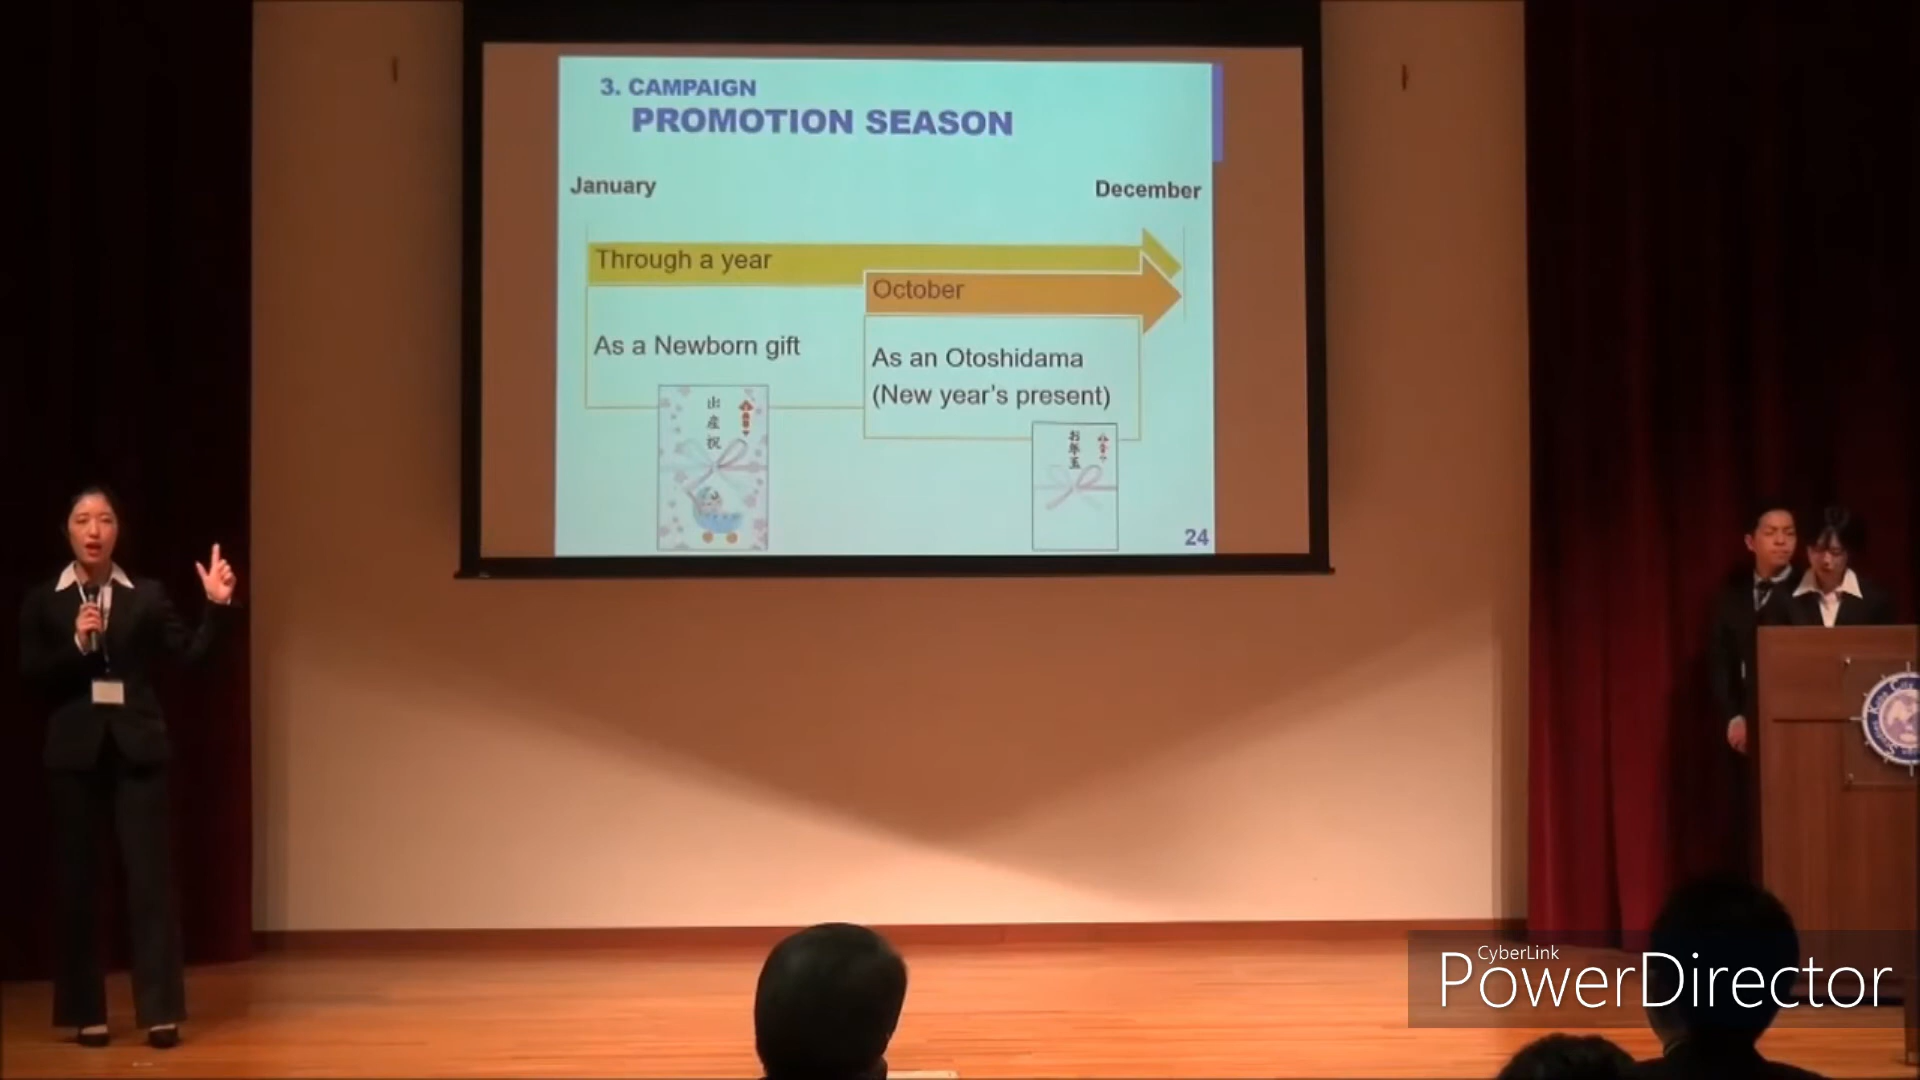 3. CAMPAIGN
PROMOTION SEASON
January
December
Through a year
October
As a Newborn gift
As an Otoshidama
(New year's present)
出産祝
お年玉
24
CyberLink
PowerDirector